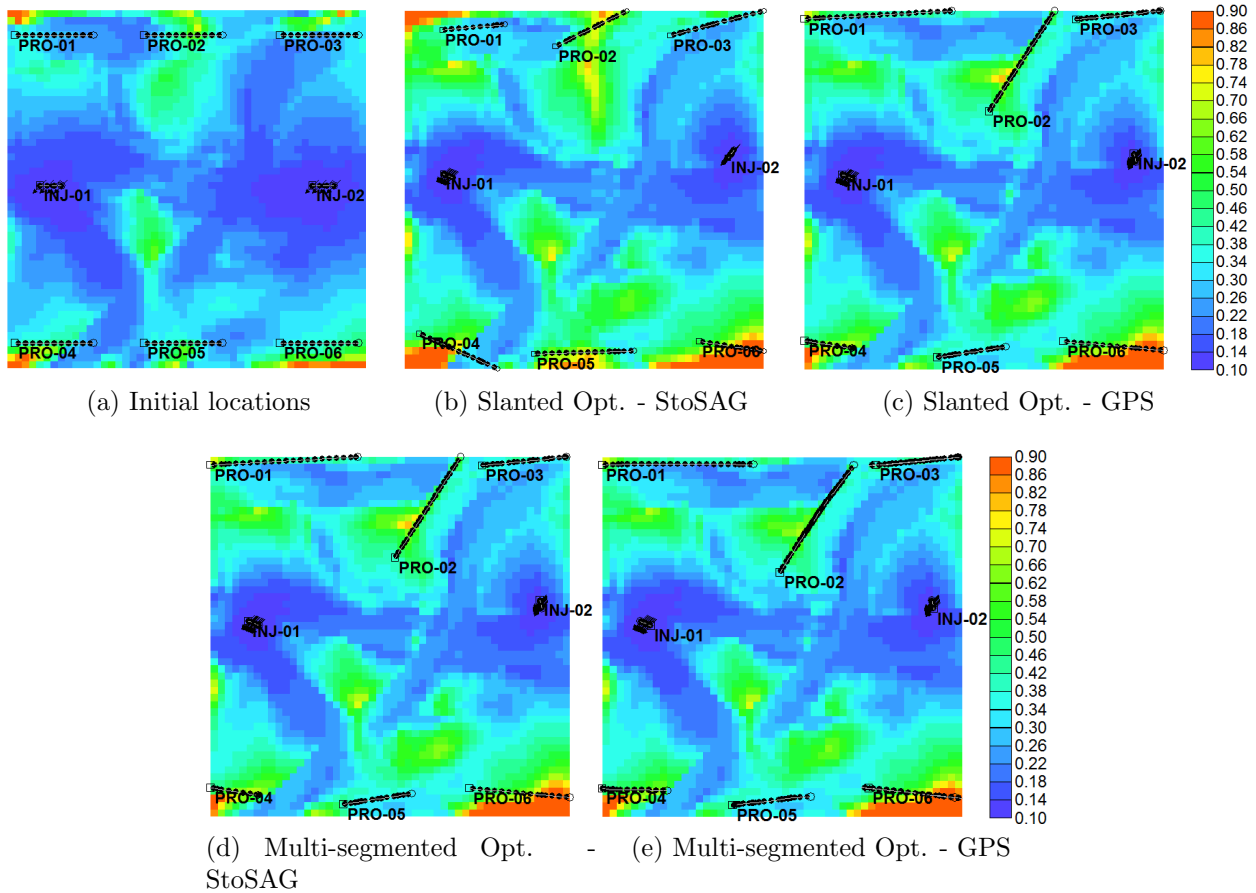 PRO-01 PRO-02 PRO-03
INJ-01 INJ-02
PRO-04 PRO-05 PRO-06
(a) Initial locations
PRO-01 PRO-02 PRO-03
INJ-01 INJ-02
PRO-04 PRO-05 PRO-06
(b) Slanted Opt. - StoSAG
PRO-01 PRO-02 PRO-03
INJ-01 INJ-02
PRO-04 PRO-05 PRO-06
(c) Slanted Opt. - GPS
0.90
0.86
0.82
0.74
0.70
0.66
0.62
0.58
0.54
0.50
0.46
0.42
0.38
0.34
0.30
0.26
0.22
0.18
0.14
0.10
PRO-01 PRO-02 PRO-03
INJ-01 INJ-02
PRO-04 PRO-05 PRO-06
(d) Multi-segmented Opt. -
StoSAG
PRO-01 PRO-02 PRO-03
INJ-01 INJ-02
PRO-04 PRO-05 PRO-06
(e) Multi-segmented Opt. - GPS
0.90
0.86
0.82
0.78
0.74
0.70
0.66
0.62
0.58
0.54
0.50
0.46
0.42
0.38
0.34
0.30
0.26
0.22
0.18
0.14
0.10